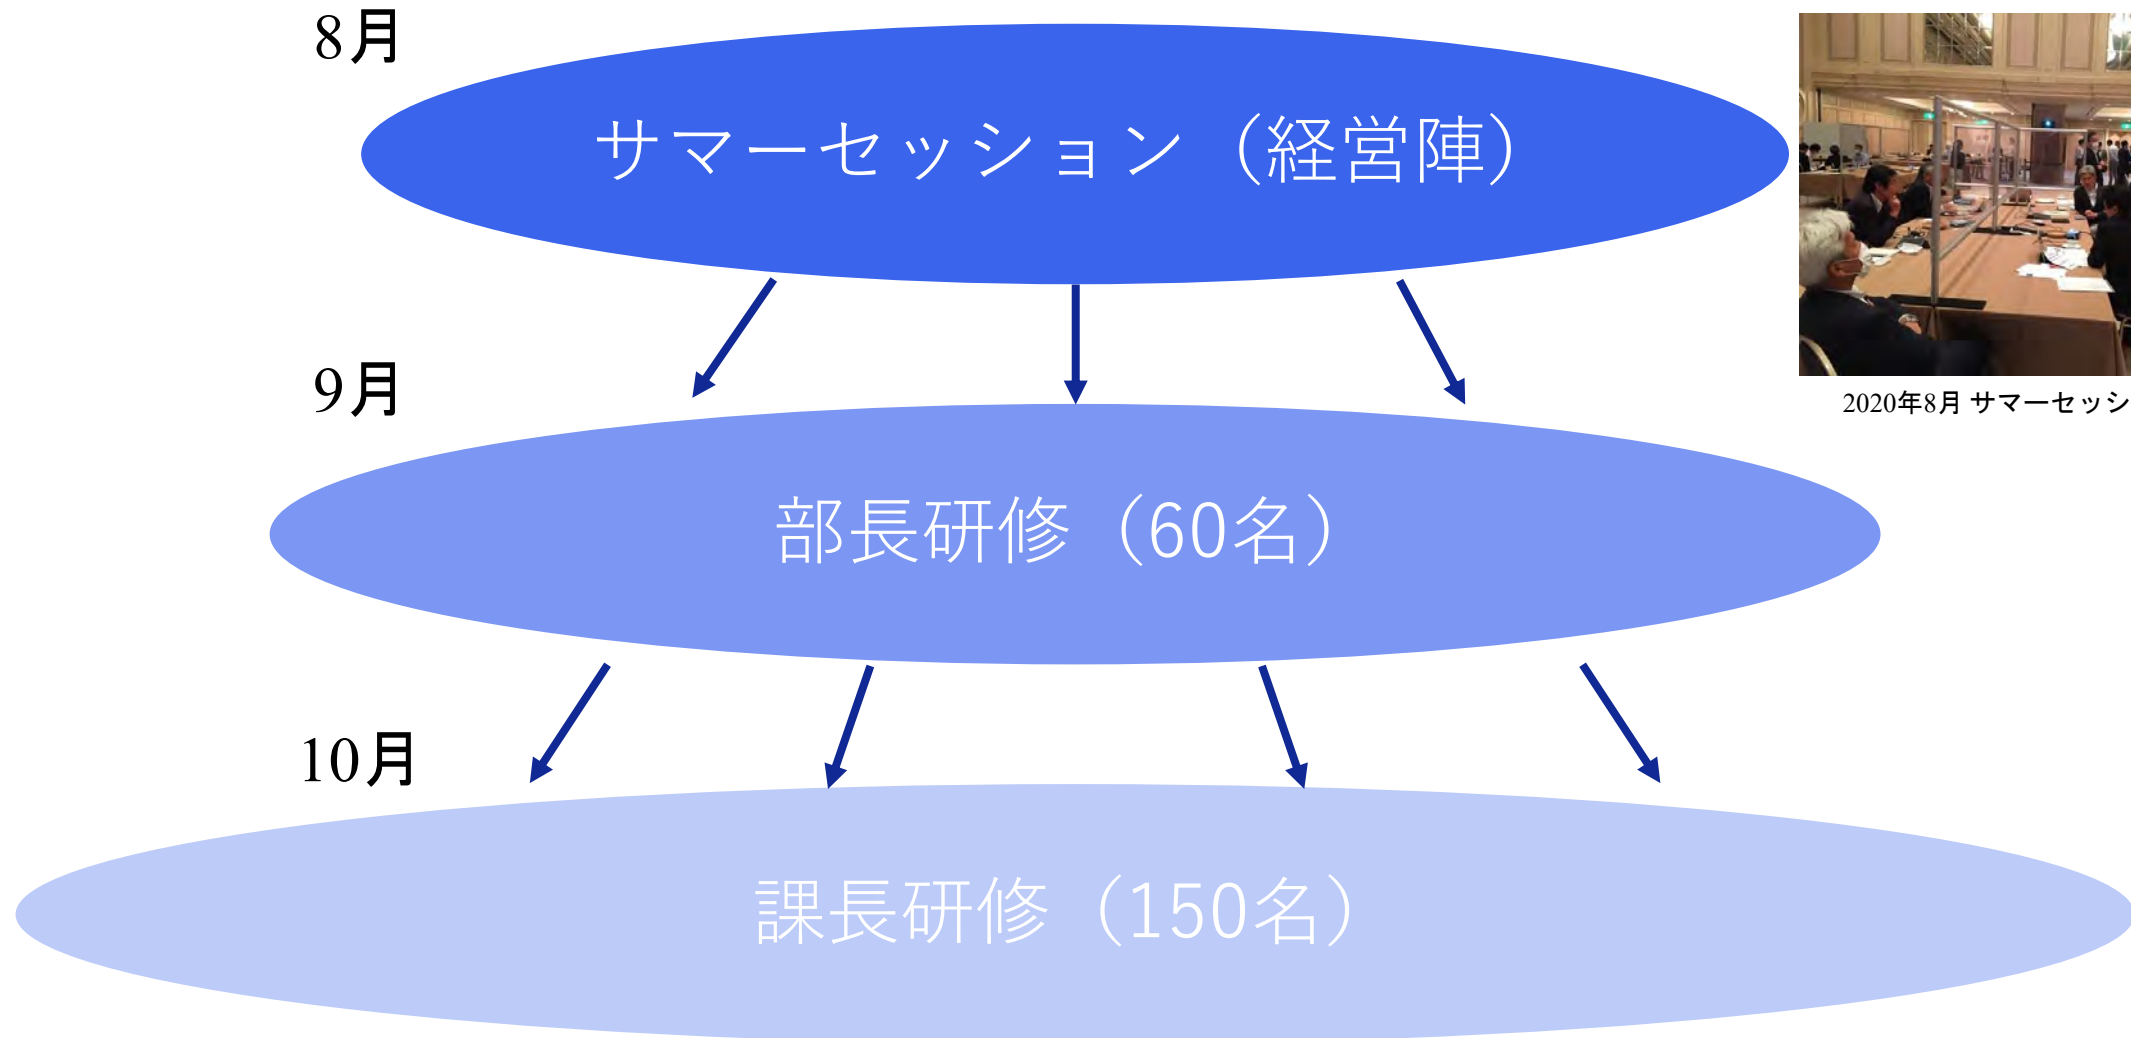 8月
サマーセッション（経営陣）
9月
2020年8月 サマーセッシ
部長研修（60名）
10月
課長研修（150名）